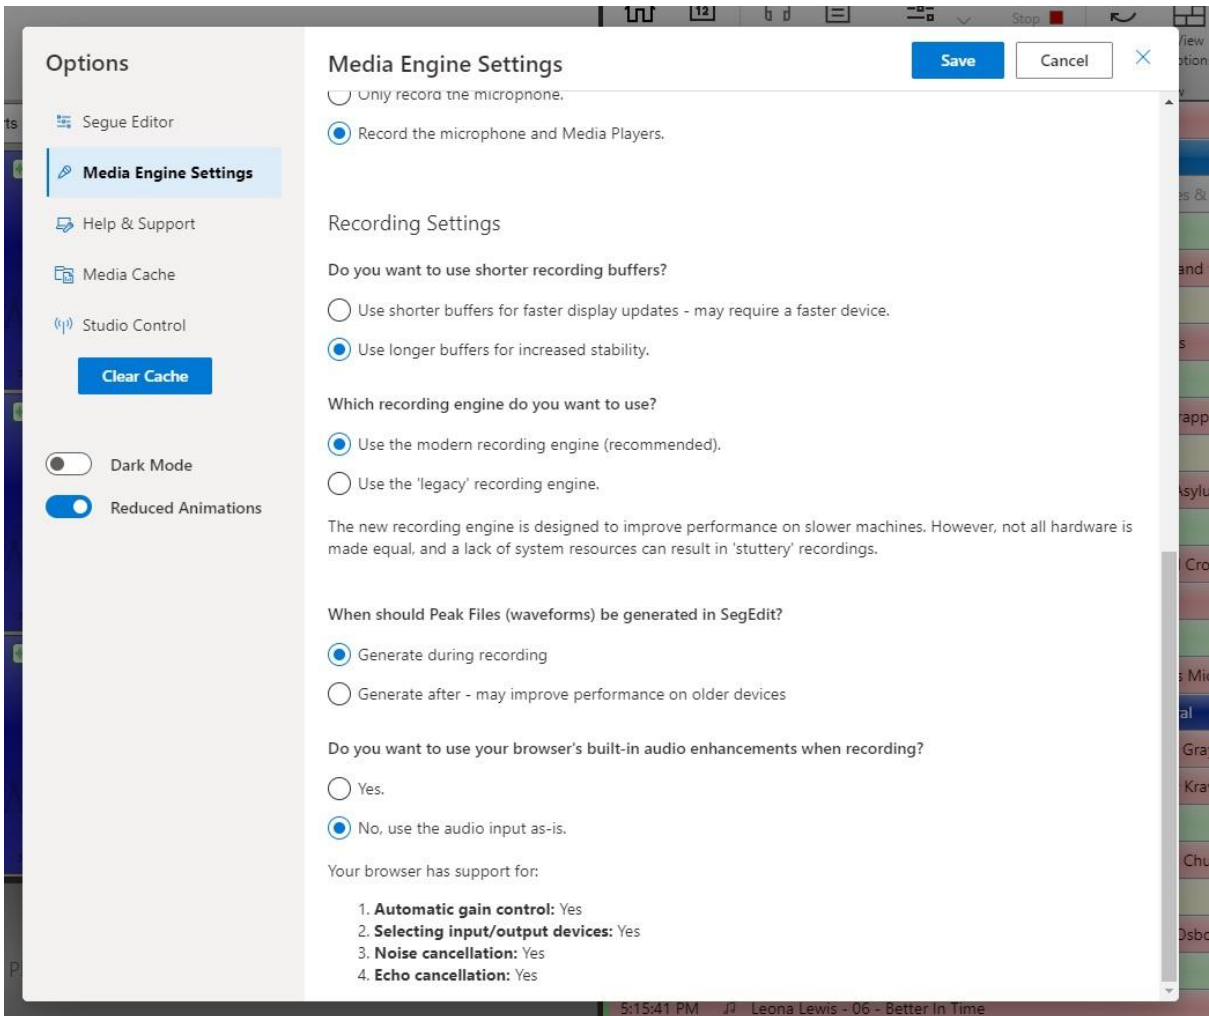 12
Stop
Options
Media Engine Settings
Save
Cancel
Only record the microphone.
Record the microphone and Media Players.
Segue Editor
Media Engine Settings
Help & Support
Media Cache
Studio Control
Clear Cache
Dark Mode
Reduced Animations
Recording Settings
Do you want to use shorter recording buffers?
Use shorter buffers for faster display updates - may require a faster device.
Use longer buffers for increased stability.
Which recording engine do you want to use?
Use the modern recording engine (recommended).
Use the 'legacy' recording engine.
The new recording engine is designed to improve performance on slower machines. However, not all hardware is
made equal, and a lack of system resources can result in 'stuttery' recordings.
When should Peak Files (waveforms) be generated in SegEdit?
Generate during recording
Generate after - may improve performance on older devices
Do you want to use your browser's built-in audio enhancements when recording?
Yes.
No, use the audio input as-is.
Your browser has support for:
1. Automatic gain control: Yes
2. Selecting input/output devices: Yes
3. Noise cancellation: Yes
4. Echo cancellation: Yes
and
5:15:41 PM Leona Lewis - 06 - Better In Time